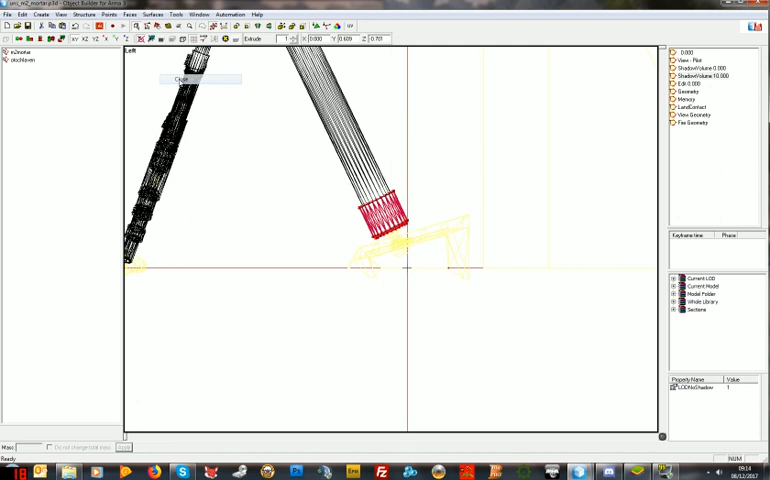 uns_m2_mortar.p3d - Object Builder for Arma 3
File Edit Create View Structure Points Faces Surfaces Tools Window Automation Help
XY XZ YZ
Extrude 1 X 0.000 Y 0.609 Z -0.701
m2mortar
otochlaven
Left
Close
0.000
View - Pilot
ShadowVolume 0.000
ShadowVolume 10.000
Edit 0.000
Geometry
Memory
LandContact
View Geometry
Fire Geometry
Keyframe time Phase
Current LOD
Current Model
Model Folder
Whole Library
Sections
Property Name Value
LODNoShadow 1
Mass: Do not change total mass Apply
Ready NUM
09:14
08/12/2017